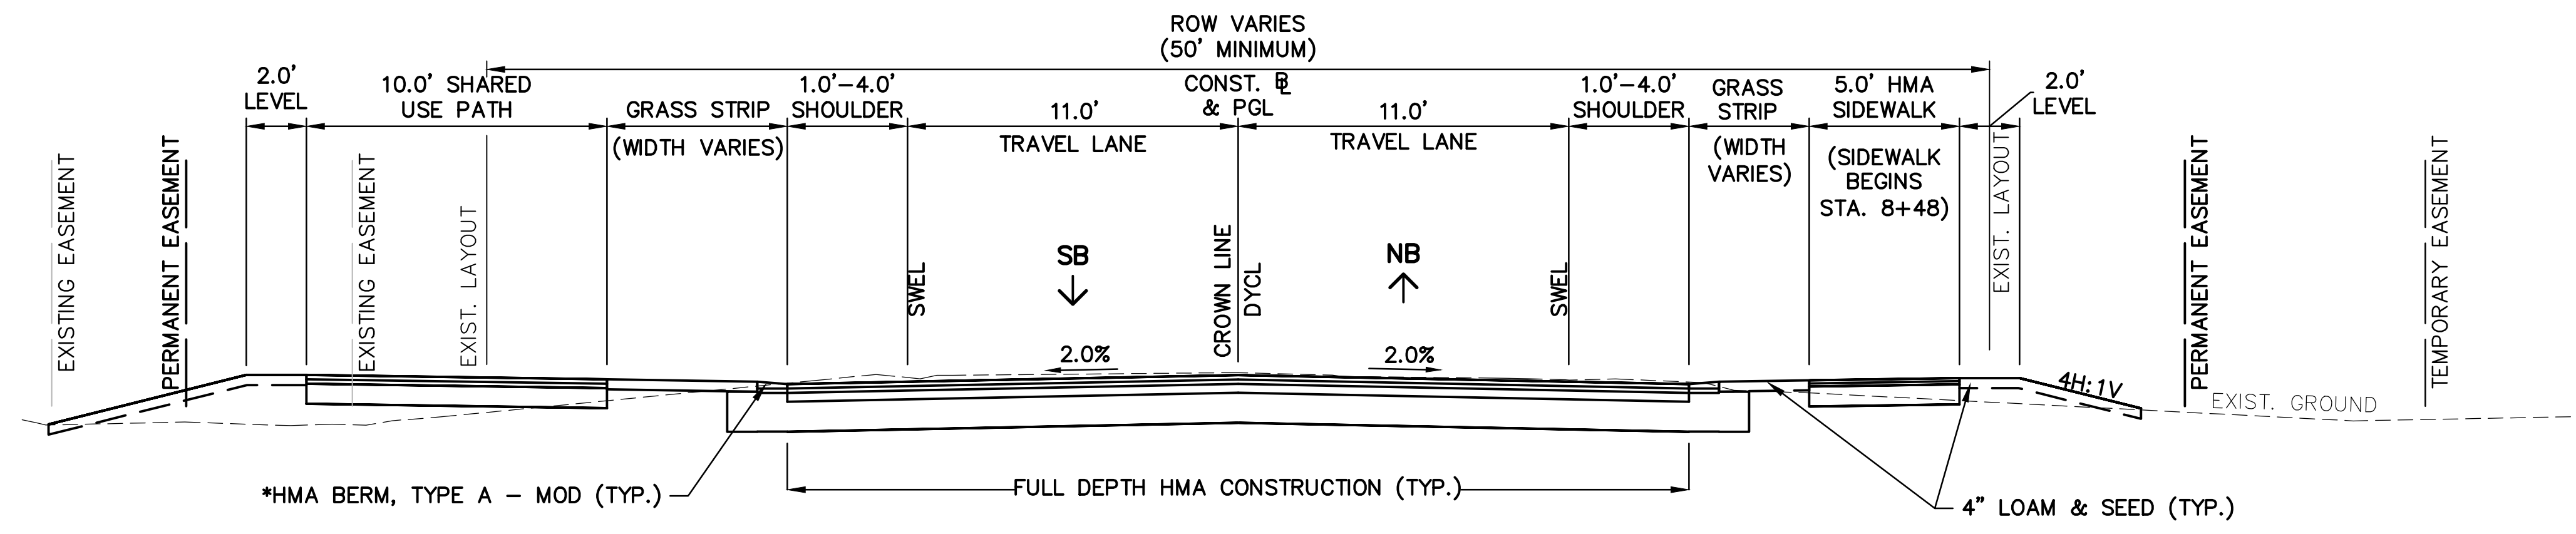 ROW VARIES
(50' MINIMUM)
2.0'
LEVEL
10.0' SHARED
USE PATH
GRASS STRIP
(WIDTH VARIES)
1.0'-4.0'
SHOULDER
11.0'
TRAVEL LANE
CONST. BL
& PGL
11.0'
TRAVEL LANE
1.0'-4.0'
SHOULDER
GRASS
STRIP
(WIDTH
VARIES)
5.0' HMA
SIDEWALK
(SIDEWALK
BEGINS
STA. 8+48)
2.0'
LEVEL
EXISTING EASEMENT
PERMANENT EASEMENT
EXISTING EASEMENT
EXIST. LAYOUT
SWEL
SB
CROWN LINE
DYCL
NB
SWEL
EXIST. LAYOUT
PERMANENT EASEMENT
TEMPORARY EASEMENT
2.0%
2.0%
4H:1V
EXIST. GROUND
*HMA BERM, TYPE A - MOD (TYP.)
FULL DEPTH HMA CONSTRUCTION (TYP.)
4" LOAM & SEED (TYP.)